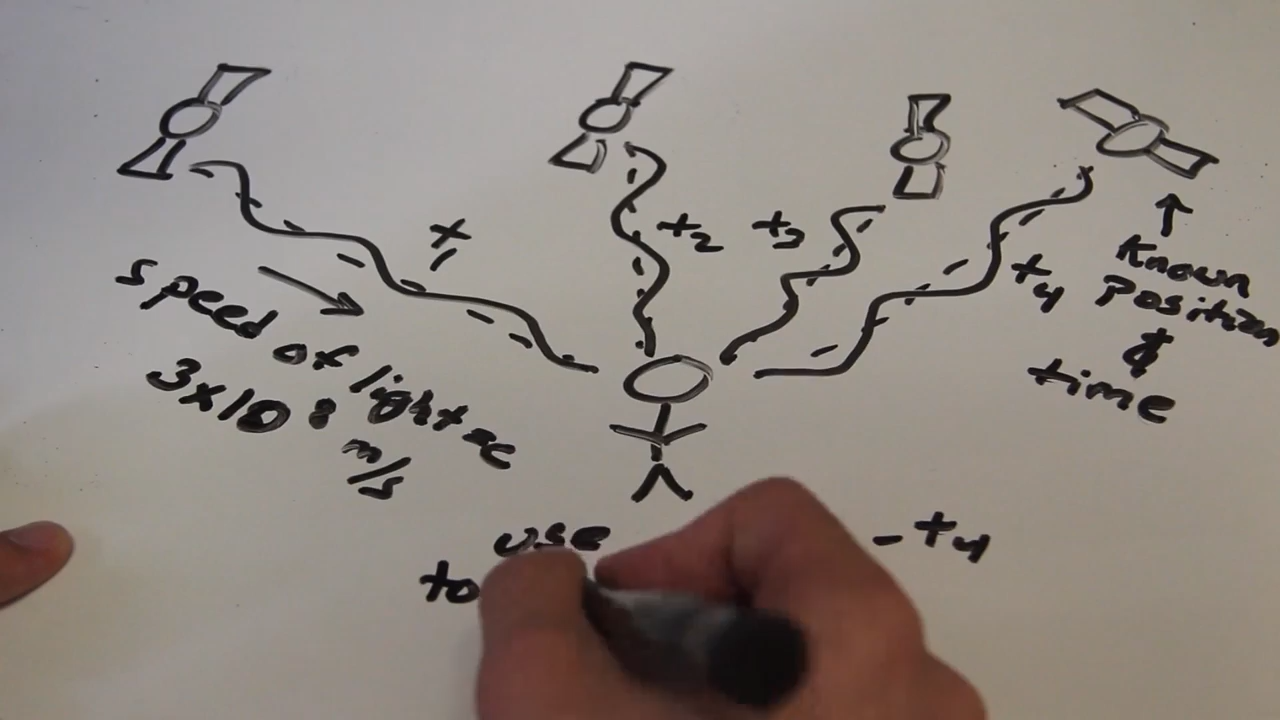 t1
t2
t3
t4
speed of light ≈
3x10 8
m/s
Known
Position
&
time
use
- t4
to